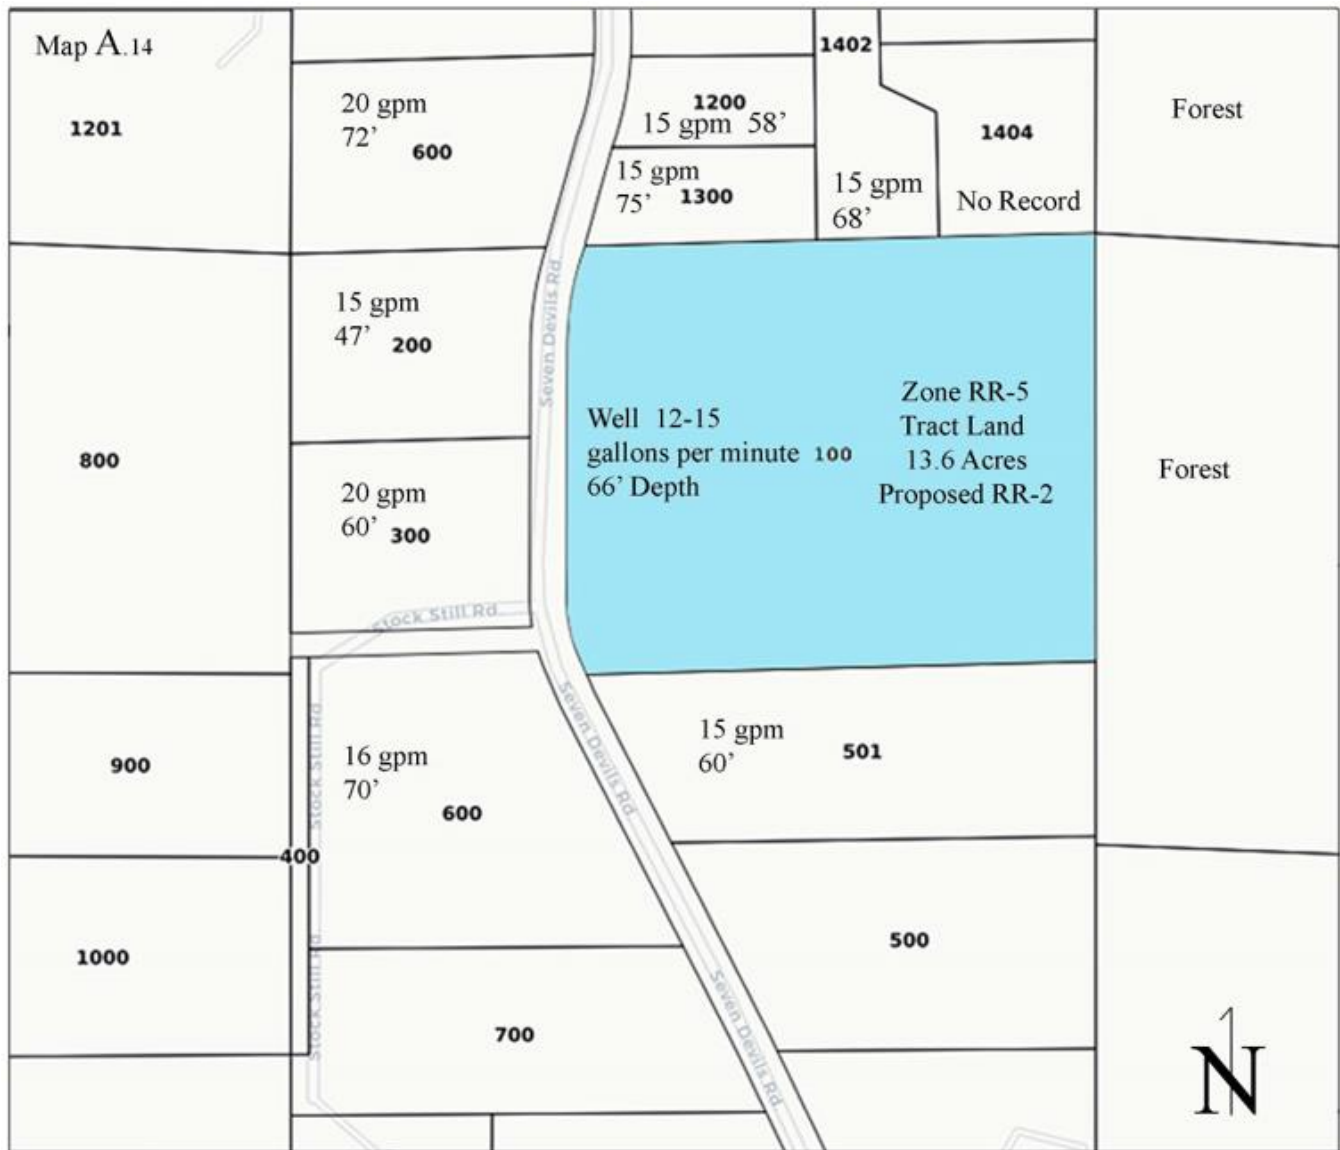 Map A.14
1201
20 gpm
72’ 600
1200
15 gpm 58’
15 gpm
75’ 1300
1402
15 gpm
68’
1404
No Record
Forest
800
15 gpm
47’ 200
Seven Devils Rd
20 gpm
60’ 300
Stock Still Rd
Well 12-15
gallons per minute 100
66’ Depth
Zone RR-5
Tract Land
13.6 Acres
Proposed RR-2
Forest
900
Stock Still Rd
16 gpm
70’
600
Seven Devils Rd
15 gpm
60’ 501
400
1000
Stock Still Rd
500
700
Seven Devils Rd
N